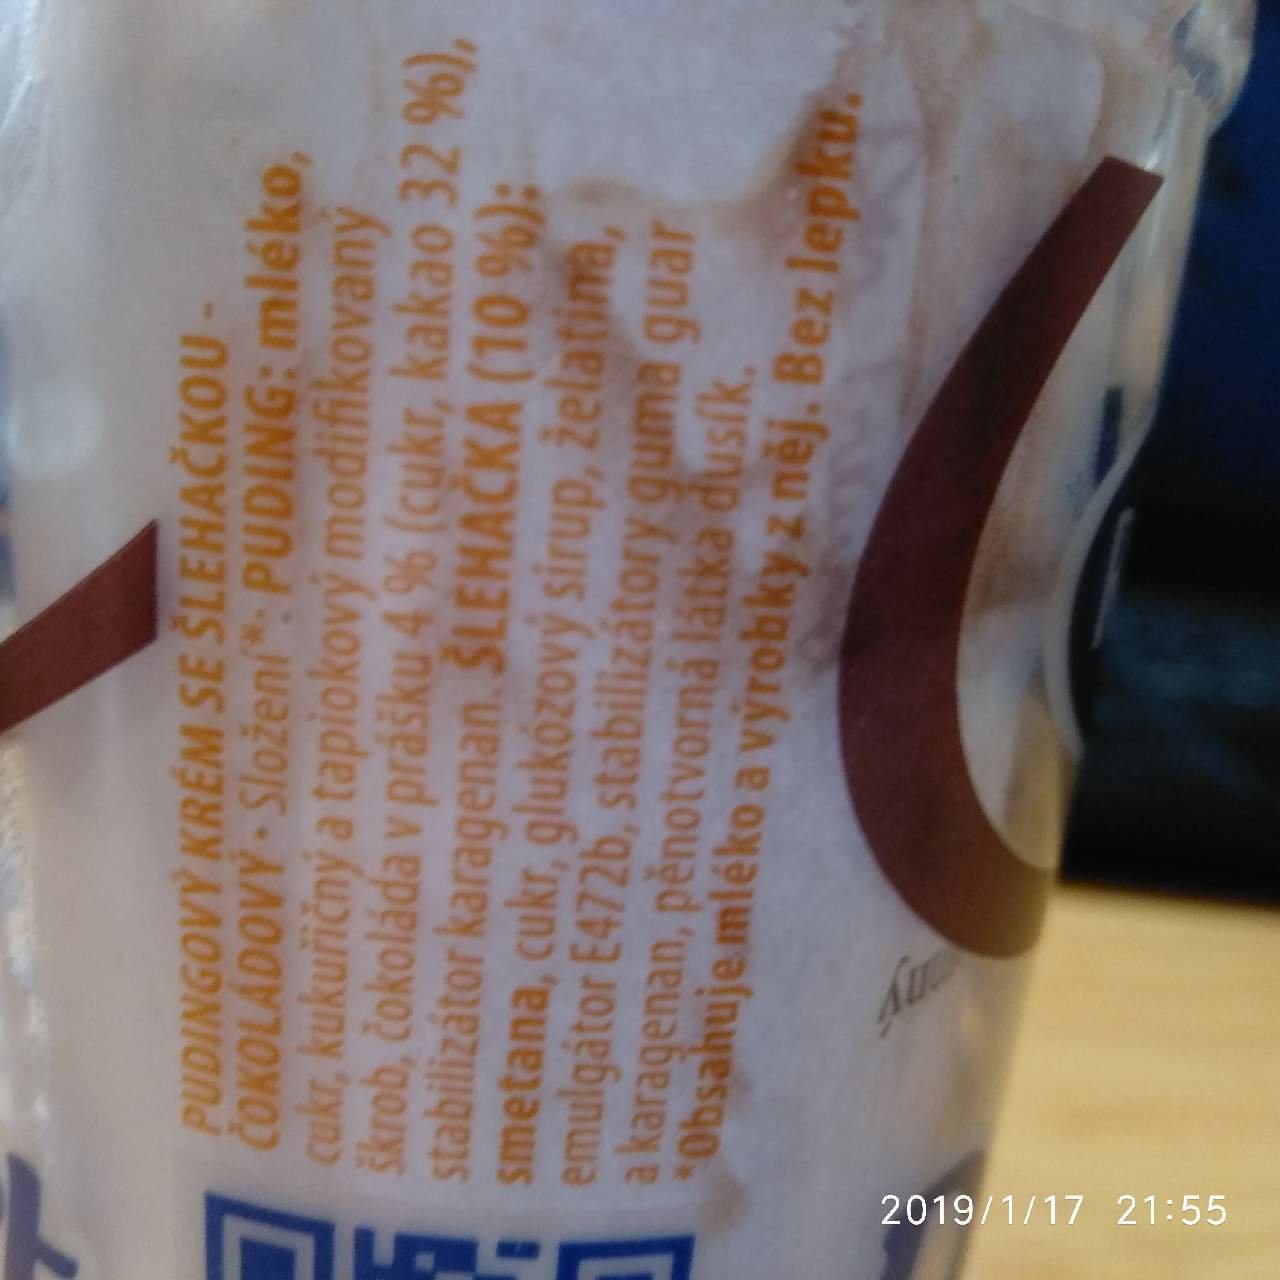 PUDINGOVÝ KRÉM SE ŠLEHAČKOU -
ČOKOLÁDOVÝ • Složení*: PUDING: mléko,
cukr, kukuřičný a tapiokový modifikovaný
škrob, čokoláda v prášku 4 % (cukr, kakao 32 %),
stabilizátor karagenan. ŠLEHAČKA (10 %):
smetana, cukr, glukózový sirup, želatina,
emulgátor E472b, stabilizátory guma guar
a karagenan, pěnotvorná látka dusík.
*Obsahuje mléko a výrobky z něj. Bez lepku.
2019/1/17 21:55